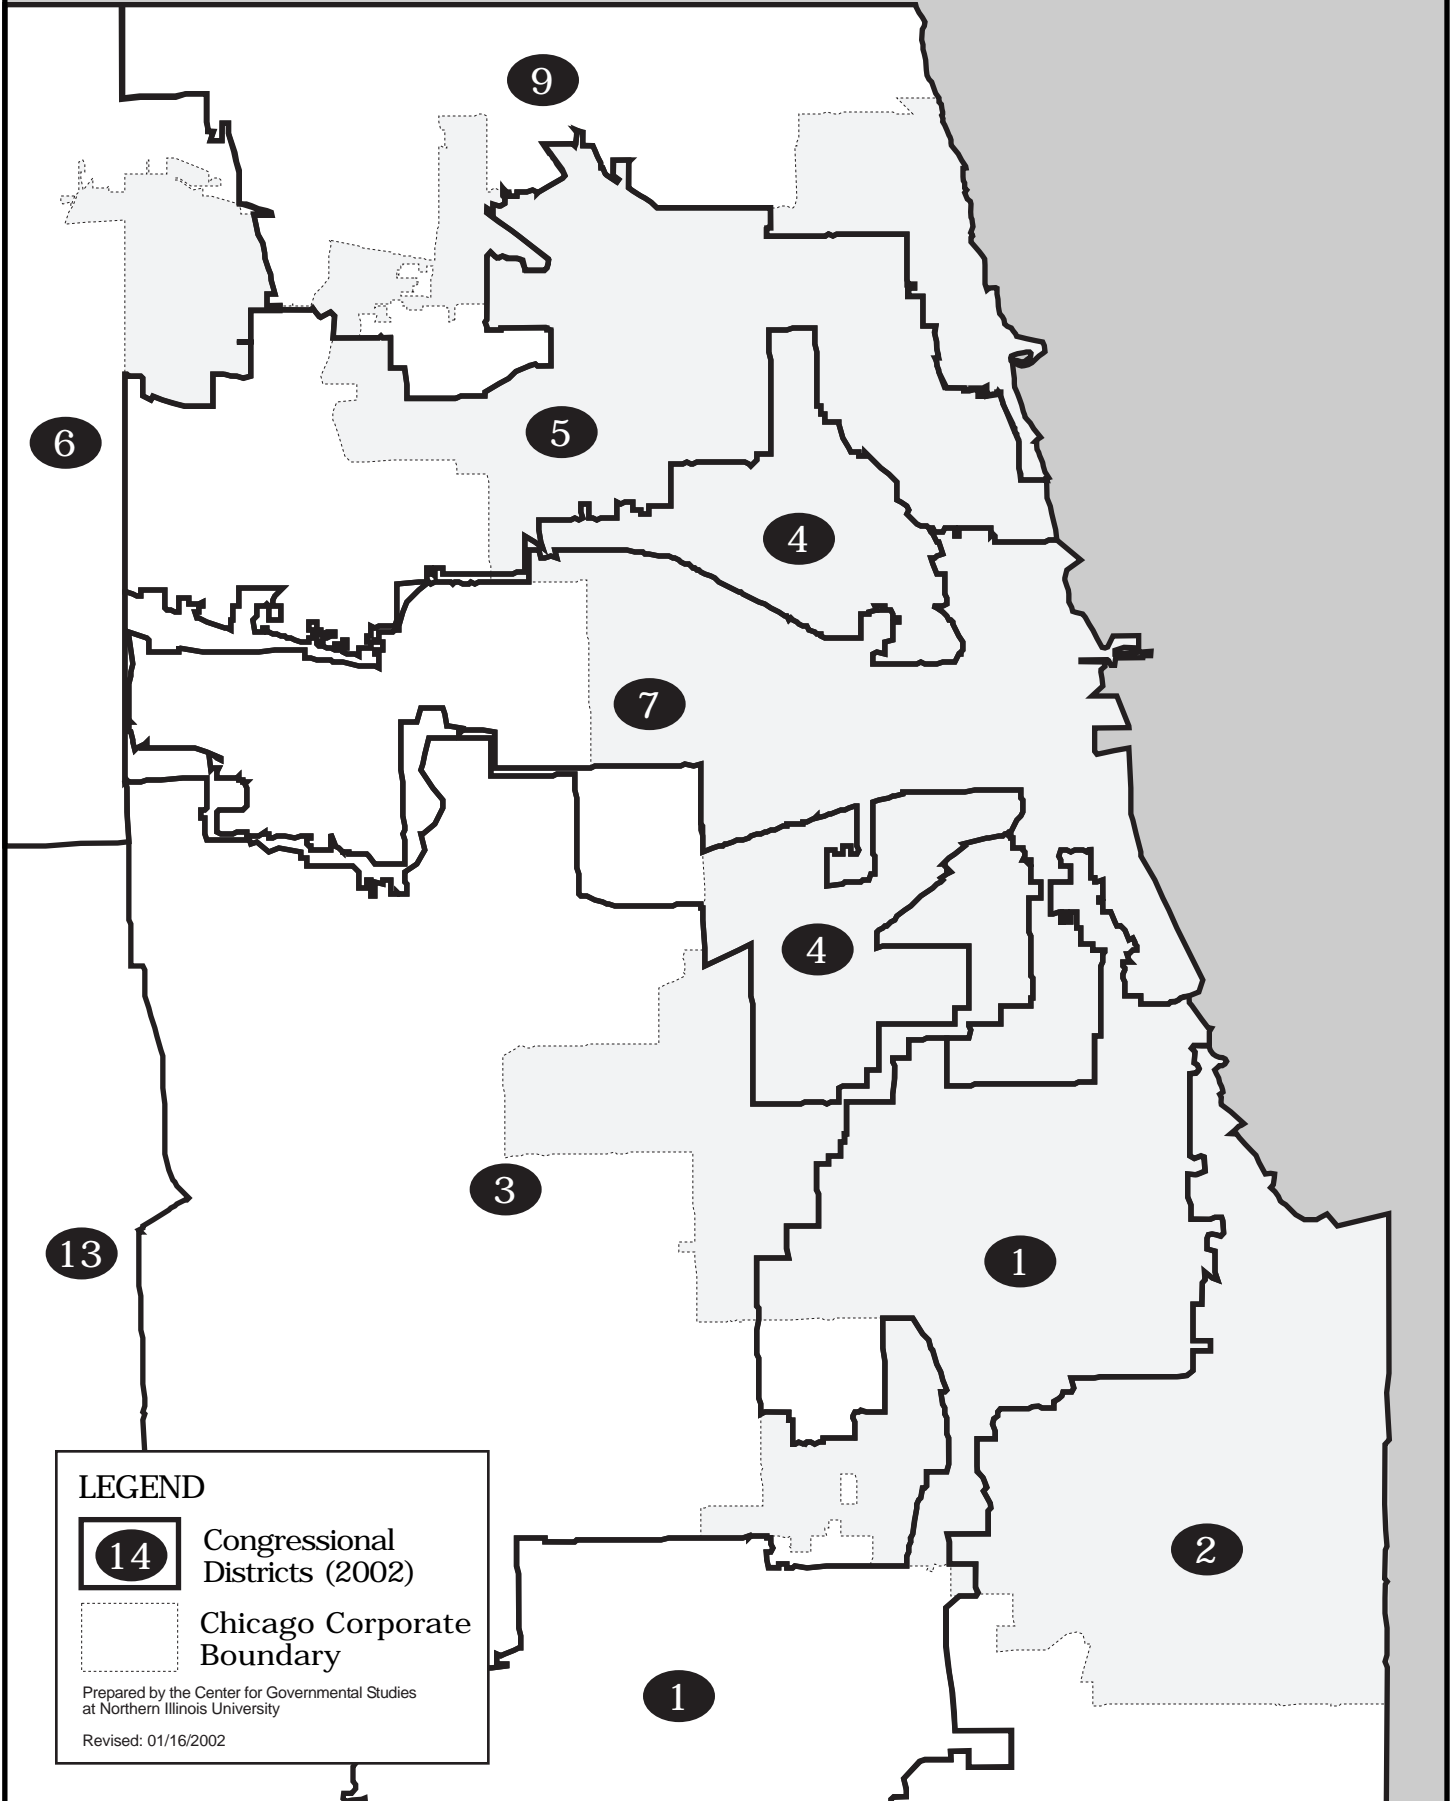 9
6
5
4
7
4
3
13
1
LEGEND
14
Congressional
Districts (2002)
Chicago Corporate
Boundary
Prepared by the Center for Governmental Studies
at Northern Illinois University
Revised: 01/16/2002
2
1